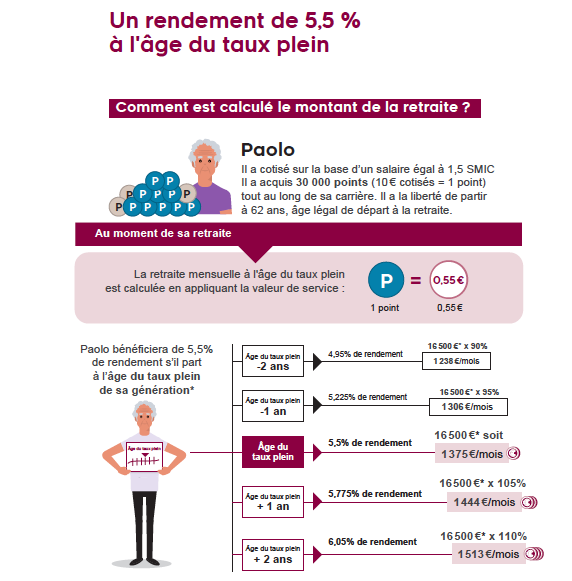 Un rendement de 5,5 %
à l'âge du taux plein
Comment est calculé le montant de la retraite ?
Paolo
Il a cotisé sur la base d'un salaire égal à 1,5 SMIC
Il a acquis 30 000 points (10 € cotisés = 1 point)
tout au long de sa carrière. Il a la liberté de partir
à 62 ans, âge légal de départ à la retraite.
P P
P P P P P
P P P P P P
Au moment de sa retraite
La retraite mensuelle à l'âge du taux plein
est calculée en appliquant la valeur de service :
P = 0,55 €
1 point 0,55 €
Paolo bénéficiera de 5,5%
de rendement s'il part
à l'âge du taux plein
de sa génération*
Âge du taux plein
Âge du taux plein
-2 ans
4,95% de rendement
16 500 €* x 90%
1 238 €/mois
Âge du taux plein
-1 an
5,225% de rendement
16 500 €* x 95%
1 306 €/mois
Âge du
taux plein
5,5% de rendement
16 500 €* soit
1 375 €/mois
Âge du taux plein
+ 1 an
5,775% de rendement
16 500 €* x 105%
1 444 €/mois
Âge du taux plein
+ 2 ans
6,05% de rendement
16 500 €* x 110%
1 513 €/mois